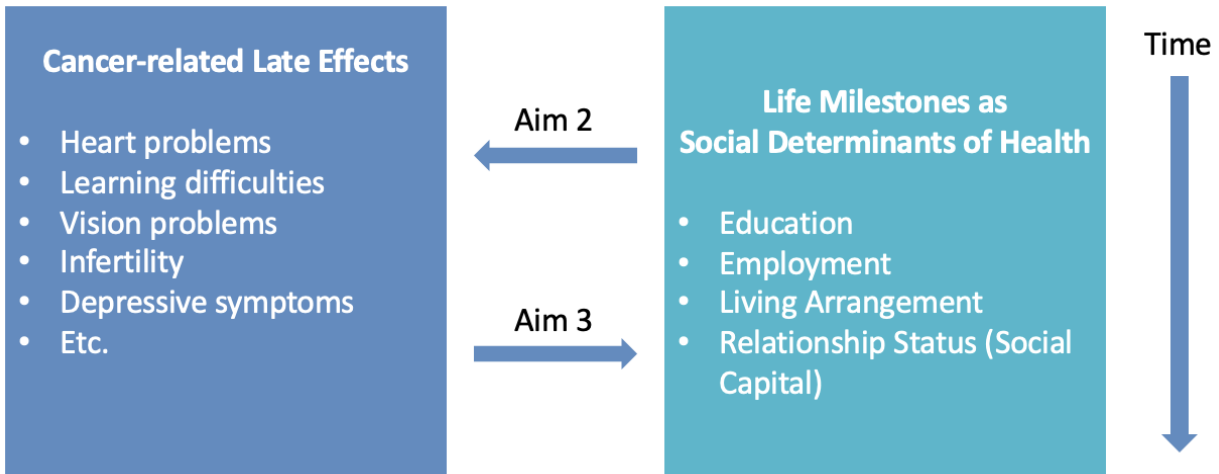 Cancer-related Late Effects
• Heart problems
• Learning difficulties
• Vision problems
• Infertility
• Depressive symptoms
• Etc.
Aim 2
Aim 3
Life Milestones as
Social Determinants of Health
• Education
• Employment
• Living Arrangement
• Relationship Status (Social
Capital)
Time